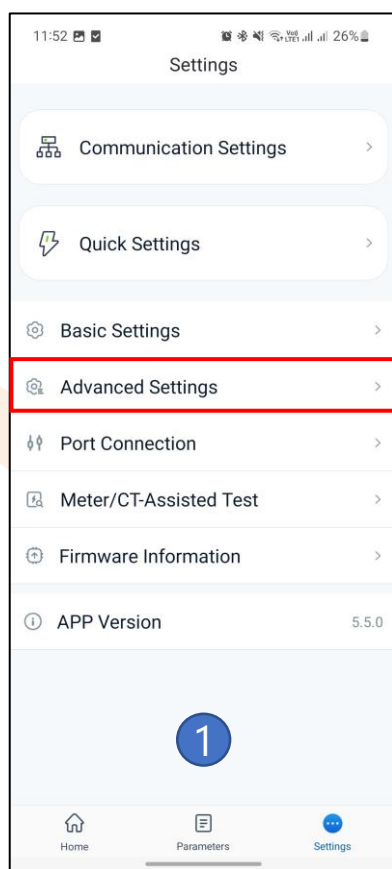 11:52 26%
Settings
Communication Settings
Quick Settings
Basic Settings
Advanced Settings
Port Connection
Meter/CT-Assisted Test
Firmware Information
APP Version 5.5.0
1
Home Parameters Settings